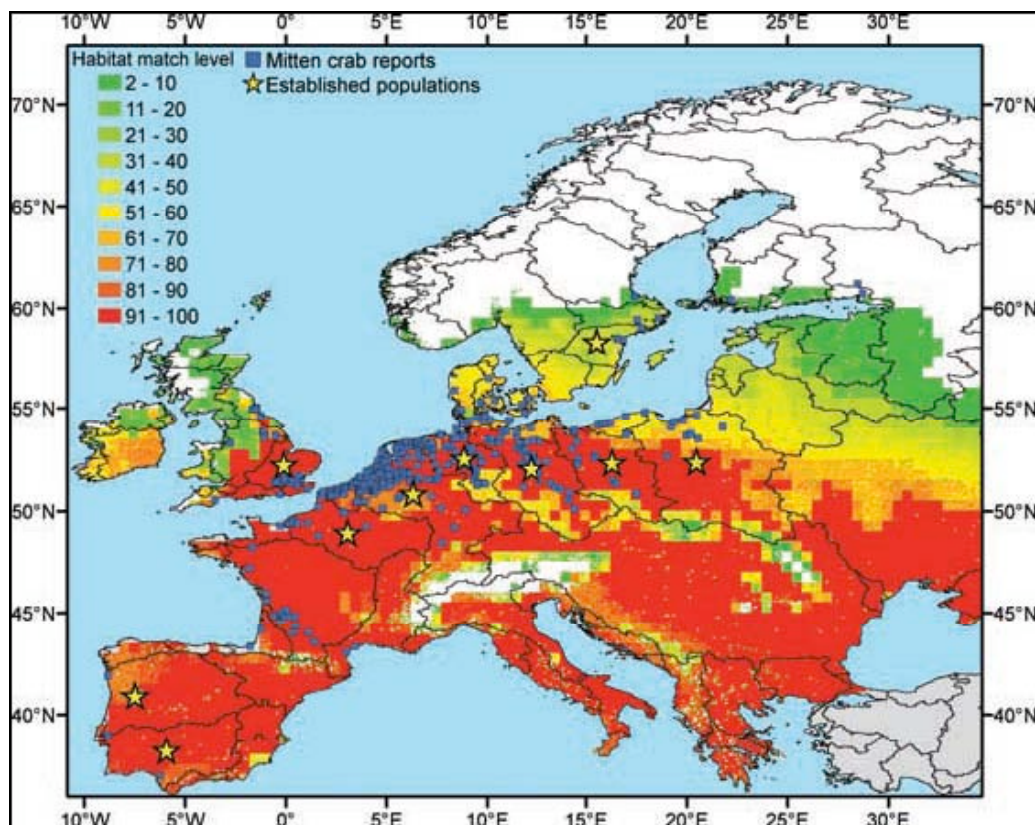 10°W 5°W 0° 5°E 10°E 15°E 20°E 25°E 30°E
Habitat match level
2 - 10
11 - 20
21 - 30
31 - 40
41 - 50
51 - 60
61 - 70
71 - 80
81 - 90
91 - 100
Mitten crab reports
Established populations
70°N 70°N
65°N 65°N
60°N 60°N
55°N 55°N
50°N 50°N
45°N 45°N
40°N 40°N
10°W 5°W 0° 5°E 10°E 15°E 20°E 25°E 30°E